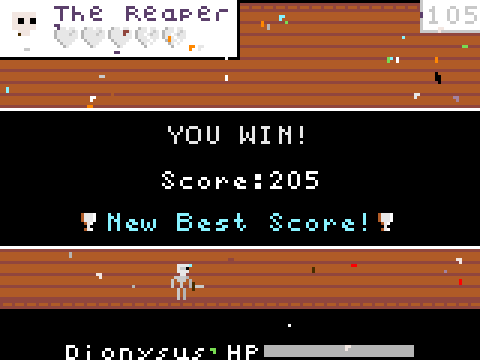 The Reaper
105
YOU WIN!
Score:205
New Best Score!
Dionysus' HP